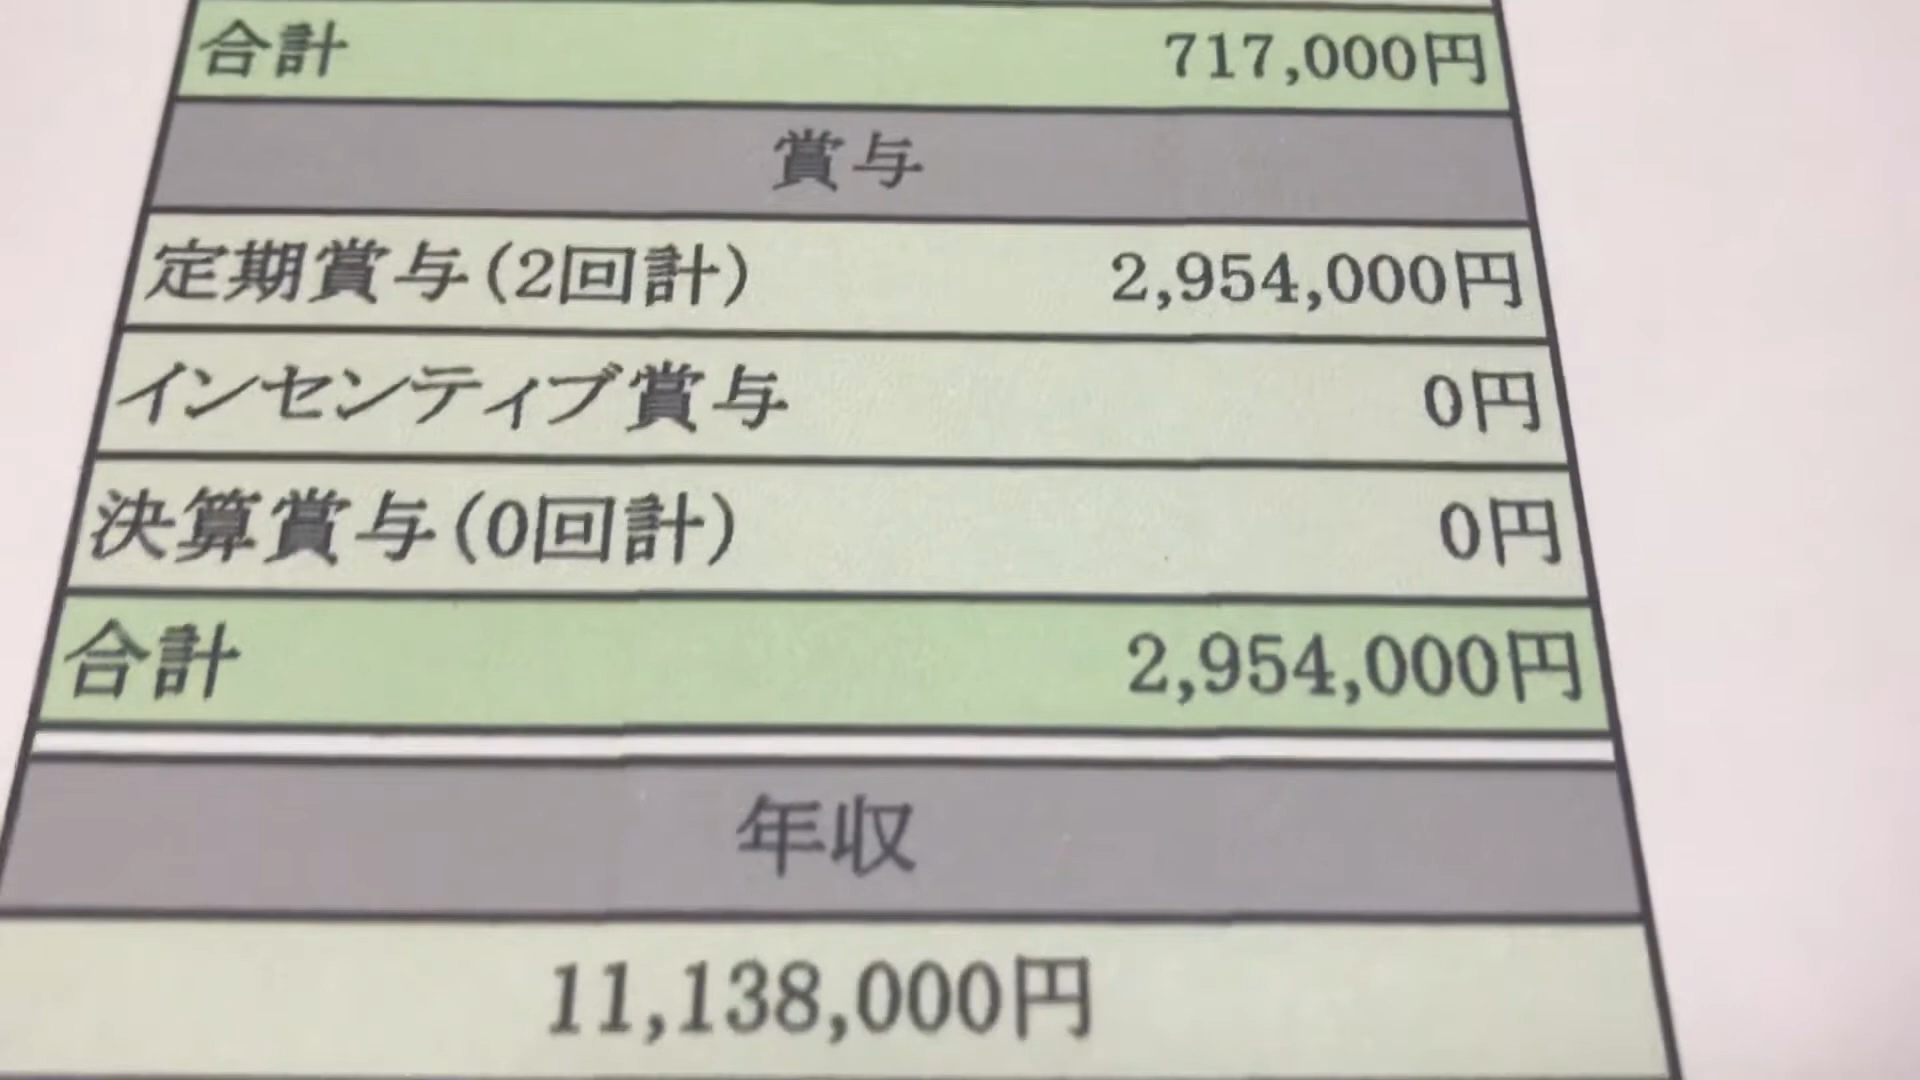 合計 717,000円
賞与
定期賞与(2回計) 2,954,000円
インセンティブ賞与 0円
決算賞与(0回計) 0円
合計 2,954,000円
年収
11,138,000円